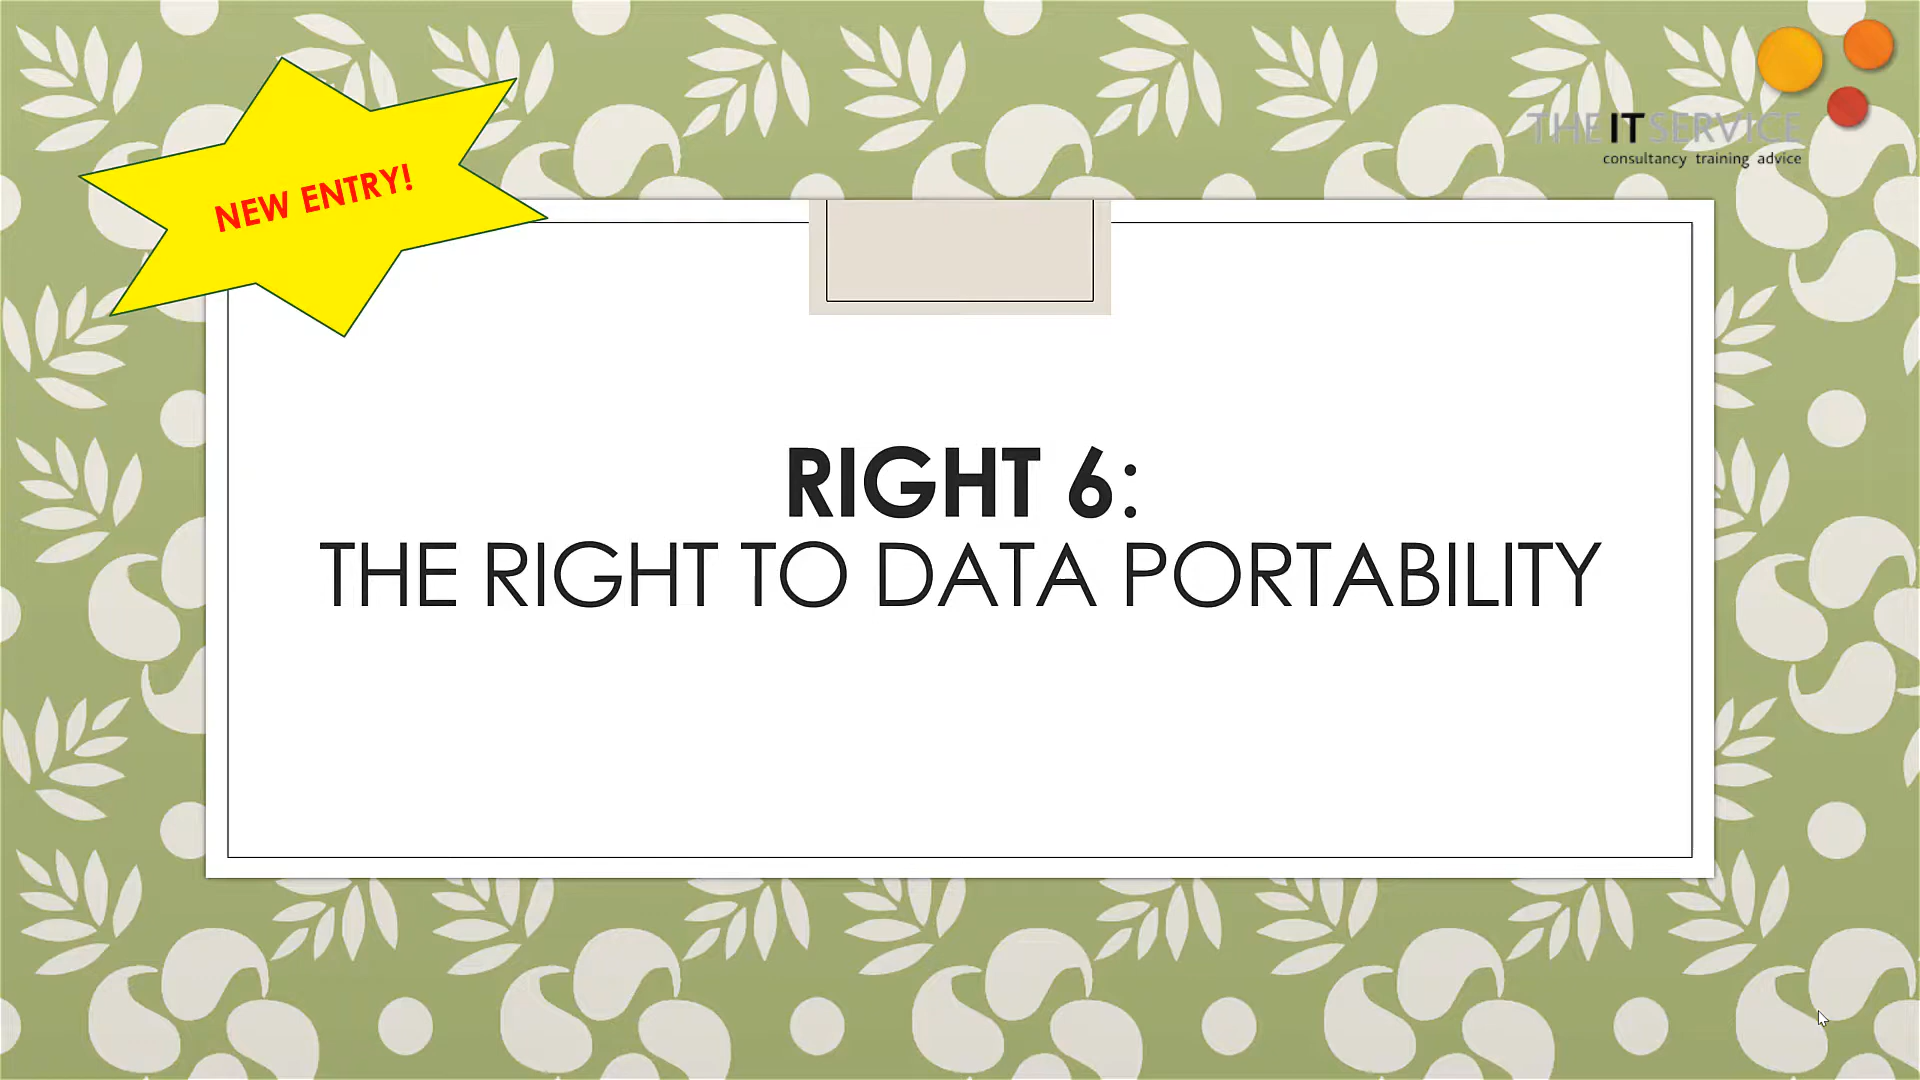 NEW ENTRY!
THE IT SERVICE
consultancy training advice
RIGHT 6:
THE RIGHT TO DATA PORTABILITY